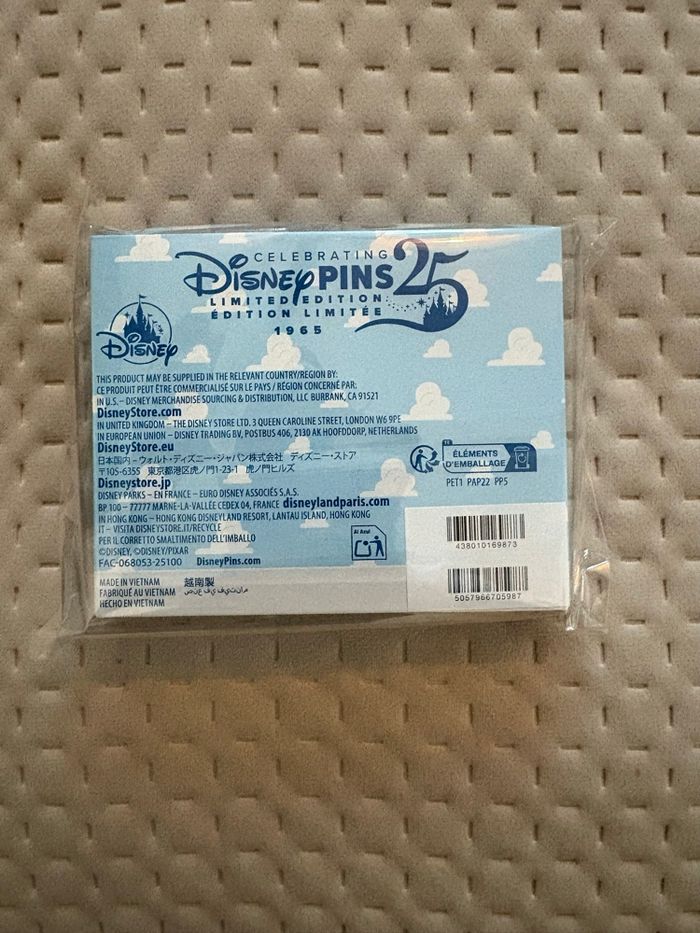 CELEBRATING
Disney PINS 25
LIMITED EDITION
ÉDITION LIMITÉE
1965
Disney
THIS PRODUCT MAY BE SUPPLIED IN THE RELEVANT COUNTRY/REGION BY:
CE PRODUIT PEUT ÊTRE COMMERCIALISÉ SUR LE PAYS / RÉGION CONCERNÉ PAR:
IN U.S.– DISNEY MERCHANDISE SOURCING & DISTRIBUTION, LLC BURBANK, CA 91521
DisneyStore.com
IN UNITED KINGDOM – THE DISNEY STORE LTD. 3 QUEEN CAROLINE STREET, LONDON W6 9PE
IN EUROPEAN UNION – DISNEY TRADING BV, POSTBUS 406, 2130 AK HOOFDDORP, NETHERLANDS
DisneyStore.eu
日本国内－ウォルト・ディズニー・ジャパン株式会社 ディズニー・ストア
〒105-6355 東京都港区虎ノ門1-23-1 虎ノ門ヒルズ
DisneyStore.jp
DISNEY PARKS – EN FRANCE – EURO DISNEY ASSOCIÉS S.A.S.
BP 100 – 77777 MARNE-LA-VALLÉE CEDEX 04, FRANCE disneylandparis.com
IN HONG KONG – HONG KONG DISNEYLAND RESORT, LANTAU ISLAND, HONG KONG
IT – VISITA DISNEYSTORE.IT/RECYCLE
PER IL CORRETTO SMALTIMENTO DELL'IMBALLO
©DISNEY, ©DISNEY/PIXAR
FAC-068053-25100 DisneyPins.com
ÉLÉMENTS
D'EMBALLAGE
PET1 PAP22 PP5
Al Azul
438010169873
5057966705987
MADE IN VIETNAM 越南製
FABRIQUÉ AU VIETNAM صنع في فيتنام
HECHO EN VIETNAM